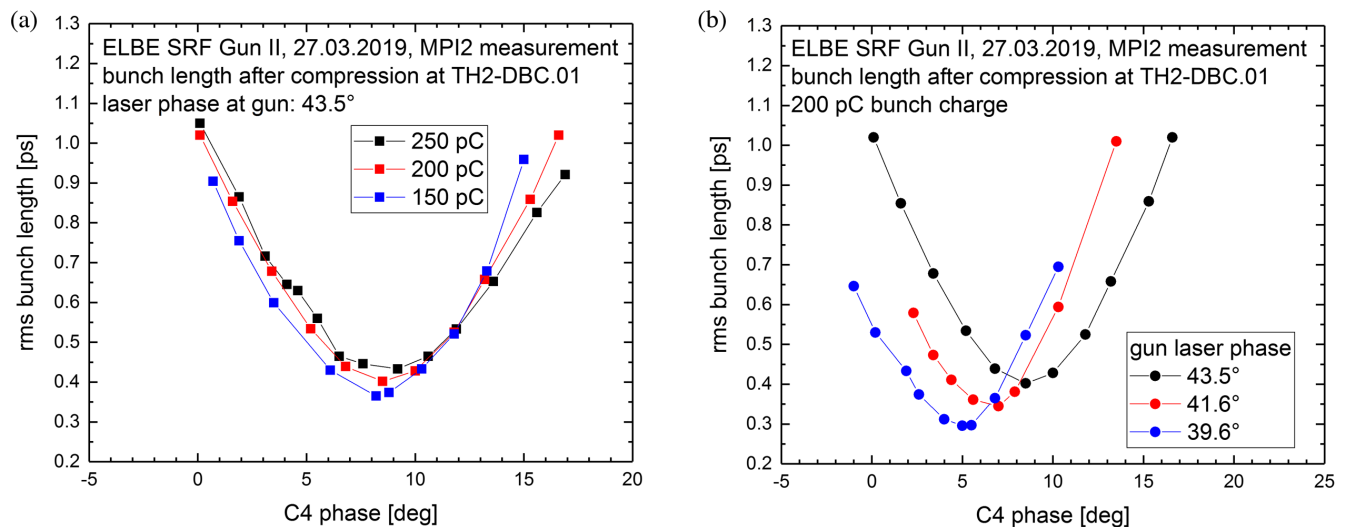 (a)
ELBE SRF Gun II, 27.03.2019, MPI2 measurement
bunch length after compression at TH2-DBC.01
laser phase at gun: 43.5°
250 pC
200 pC
150 pC
rms bunch length [ps]
1.3
1.2
1.1
1.0
0.9
0.8
0.7
0.6
0.5
0.4
0.3
0.2
-5 0 5 10 15 20
C4 phase [deg]
(b)
ELBE SRF Gun II, 27.03.2019, MPI2 measurement
bunch length after compression at TH2-DBC.01
200 pC bunch charge
gun laser phase
43.5°
41.6°
39.6°
rms bunch length [ps]
1.3
1.2
1.1
1.0
0.9
0.8
0.7
0.6
0.5
0.4
0.3
0.2
-5 0 5 10 15 20 25
C4 phase [deg]